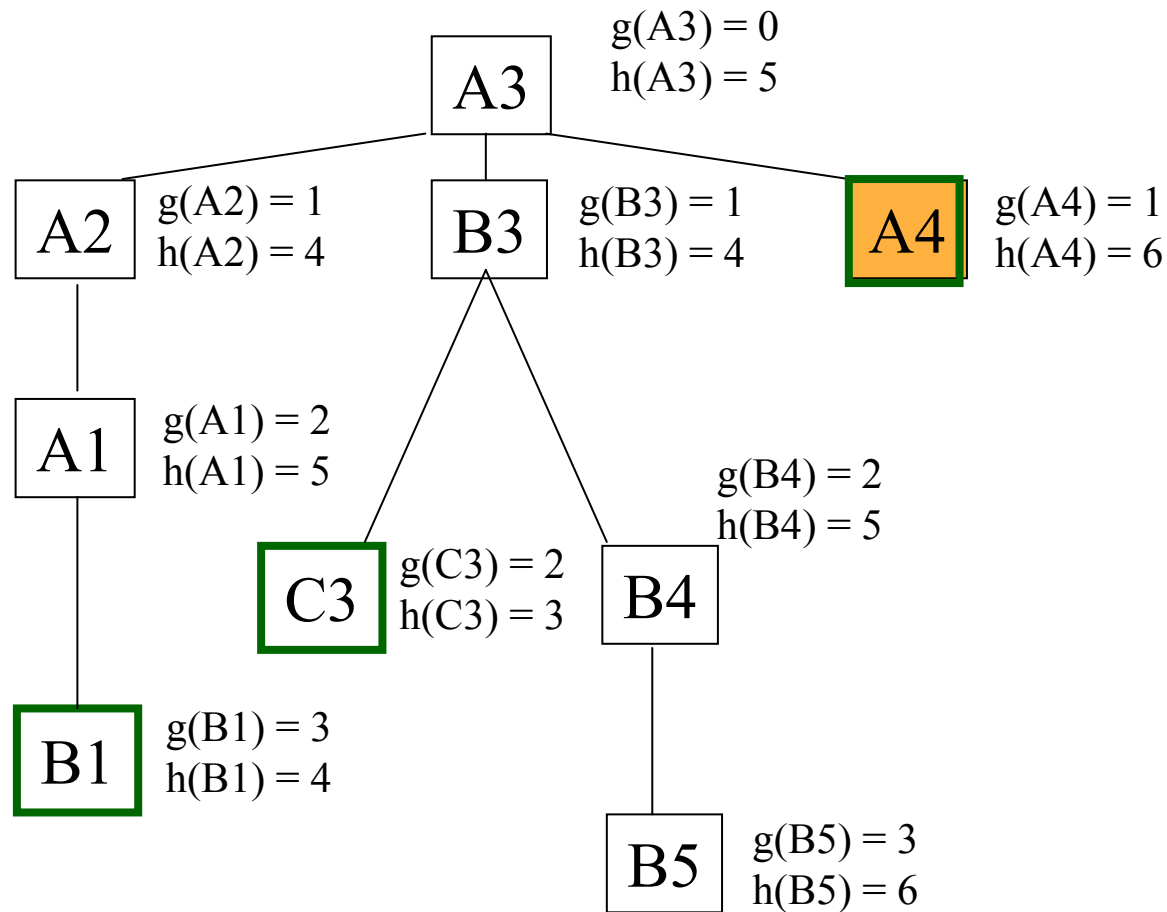 A3
g(A3) = 0
h(A3) = 5
A2
g(A2) = 1
h(A2) = 4
B3
g(B3) = 1
h(B3) = 4
A4
g(A4) = 1
h(A4) = 6
A1
g(A1) = 2
h(A1) = 5
C3
g(C3) = 2
h(C3) = 3
B4
g(B4) = 2
h(B4) = 5
B1
g(B1) = 3
h(B1) = 4
B5
g(B5) = 3
h(B5) = 6